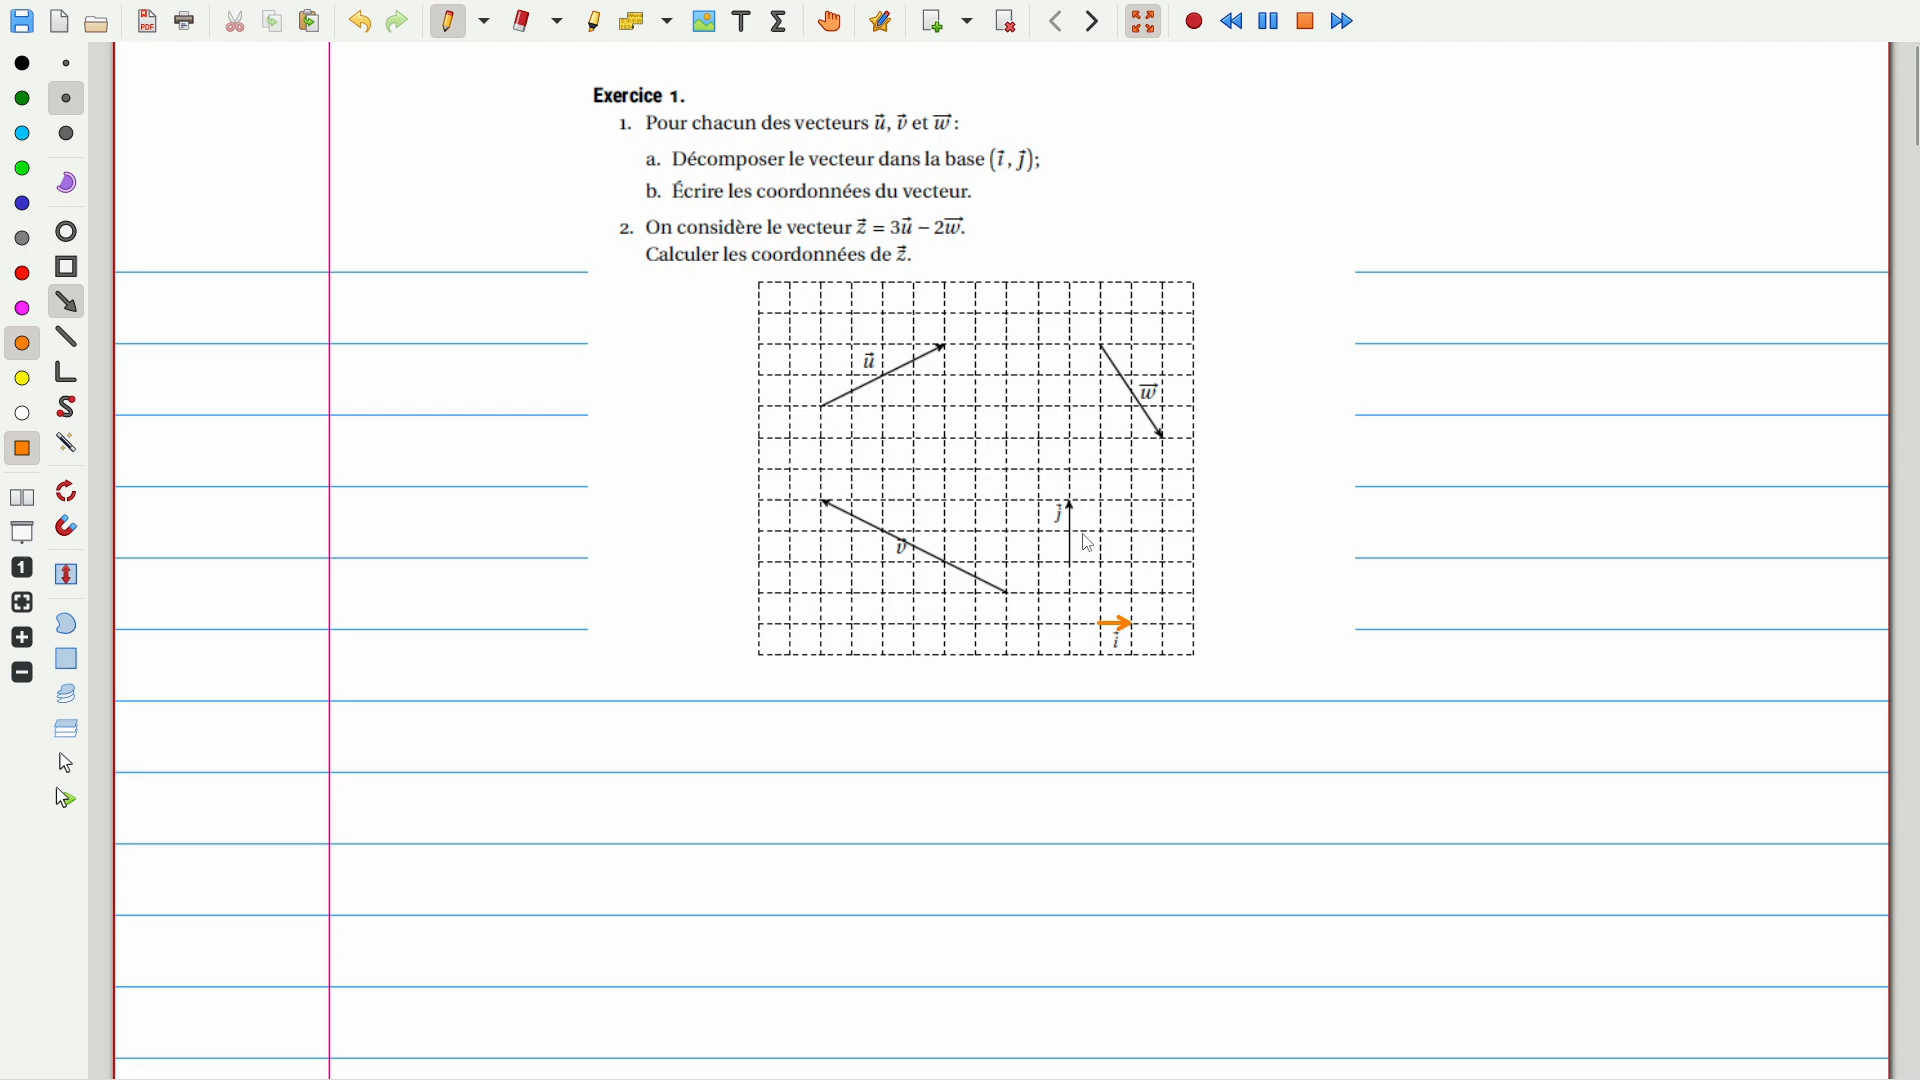 Exercice 1.
1. Pour chacun des vecteurs u⃗, v⃗ et w⃗ :
a. Décomposer le vecteur dans la base (i⃗, j⃗);
b. Écrire les coordonnées du vecteur.
2. On considère le vecteur z⃗ = 3u⃗ − 2w⃗.
Calculer les coordonnées de z⃗.
u⃗
w⃗
j⃗
v⃗
i⃗